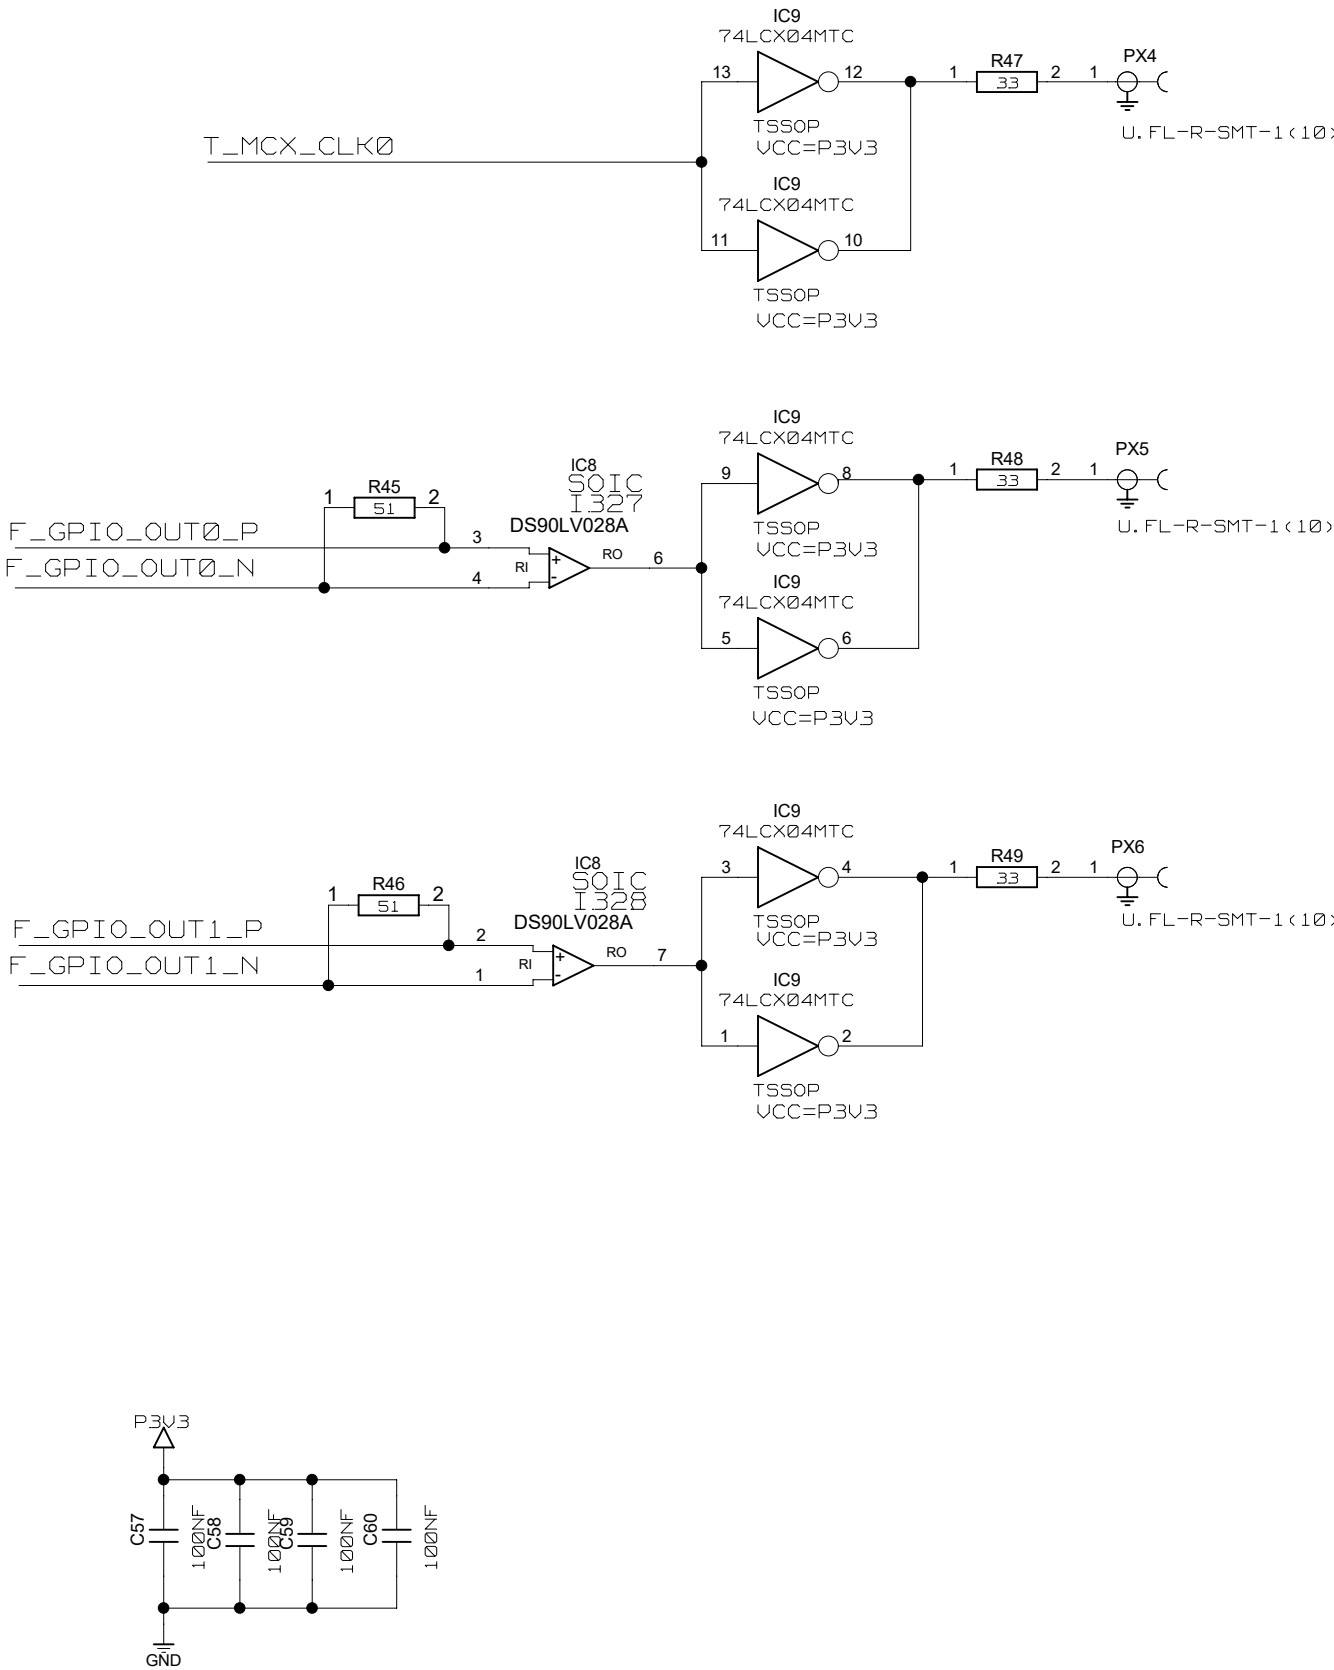 IC9
74LCX04MTC
13
12
TSSOP
VCC=P3V3
1
R47
33
2
1
PX4
U.FL-R-SMT-1(10)
T_MCX_CLK0
IC9
74LCX04MTC
11
10
TSSOP
VCC=P3V3
IC9
74LCX04MTC
9
8
TSSOP
VCC=P3V3
1
R48
33
2
1
PX5
U.FL-R-SMT-1(10)
1
R45
51
2
F_GPIO_OUT0_P
F_GPIO_OUT0_N
3
4
IC8
SOIC
I327
DS90LV028A
RI
+
-
RO
6
IC9
74LCX04MTC
5
6
TSSOP
VCC=P3V3
IC9
74LCX04MTC
3
4
TSSOP
VCC=P3V3
1
R49
33
2
1
PX6
U.FL-R-SMT-1(10)
1
R46
51
2
F_GPIO_OUT1_P
F_GPIO_OUT1_N
2
1
IC8
SOIC
I328
DS90LV028A
RI
+
-
RO
7
IC9
74LCX04MTC
1
2
TSSOP
VCC=P3V3
P3V3
C57
100NF
C58
100NF
C59
100NF
C60
100NF
GND